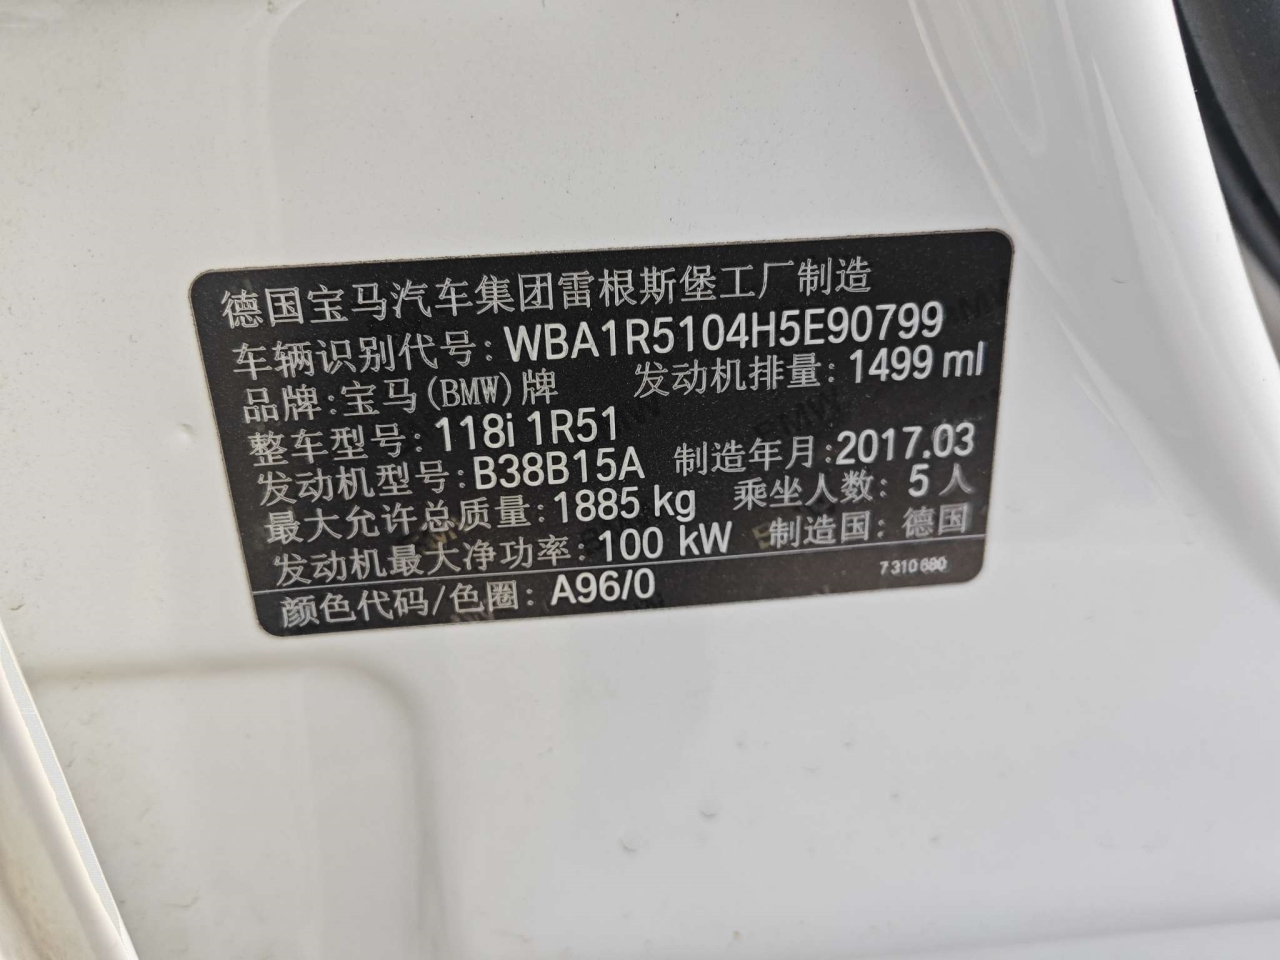 德国宝马汽车集团雷根斯堡工厂制造
车辆识别代号: WBA1R5104H5E90799
品牌:宝马(BMW)牌 发动机排量: 1499 ml
整车型号: 118i 1R51
发动机型号: B38B15A 制造年月:2017.03
最大允许总质量: 1885 kg 乘坐人数: 5 人
发动机最大净功率: 100 kW 制造国: 德国
颜色代码/色圈: A96/0 7 310 680